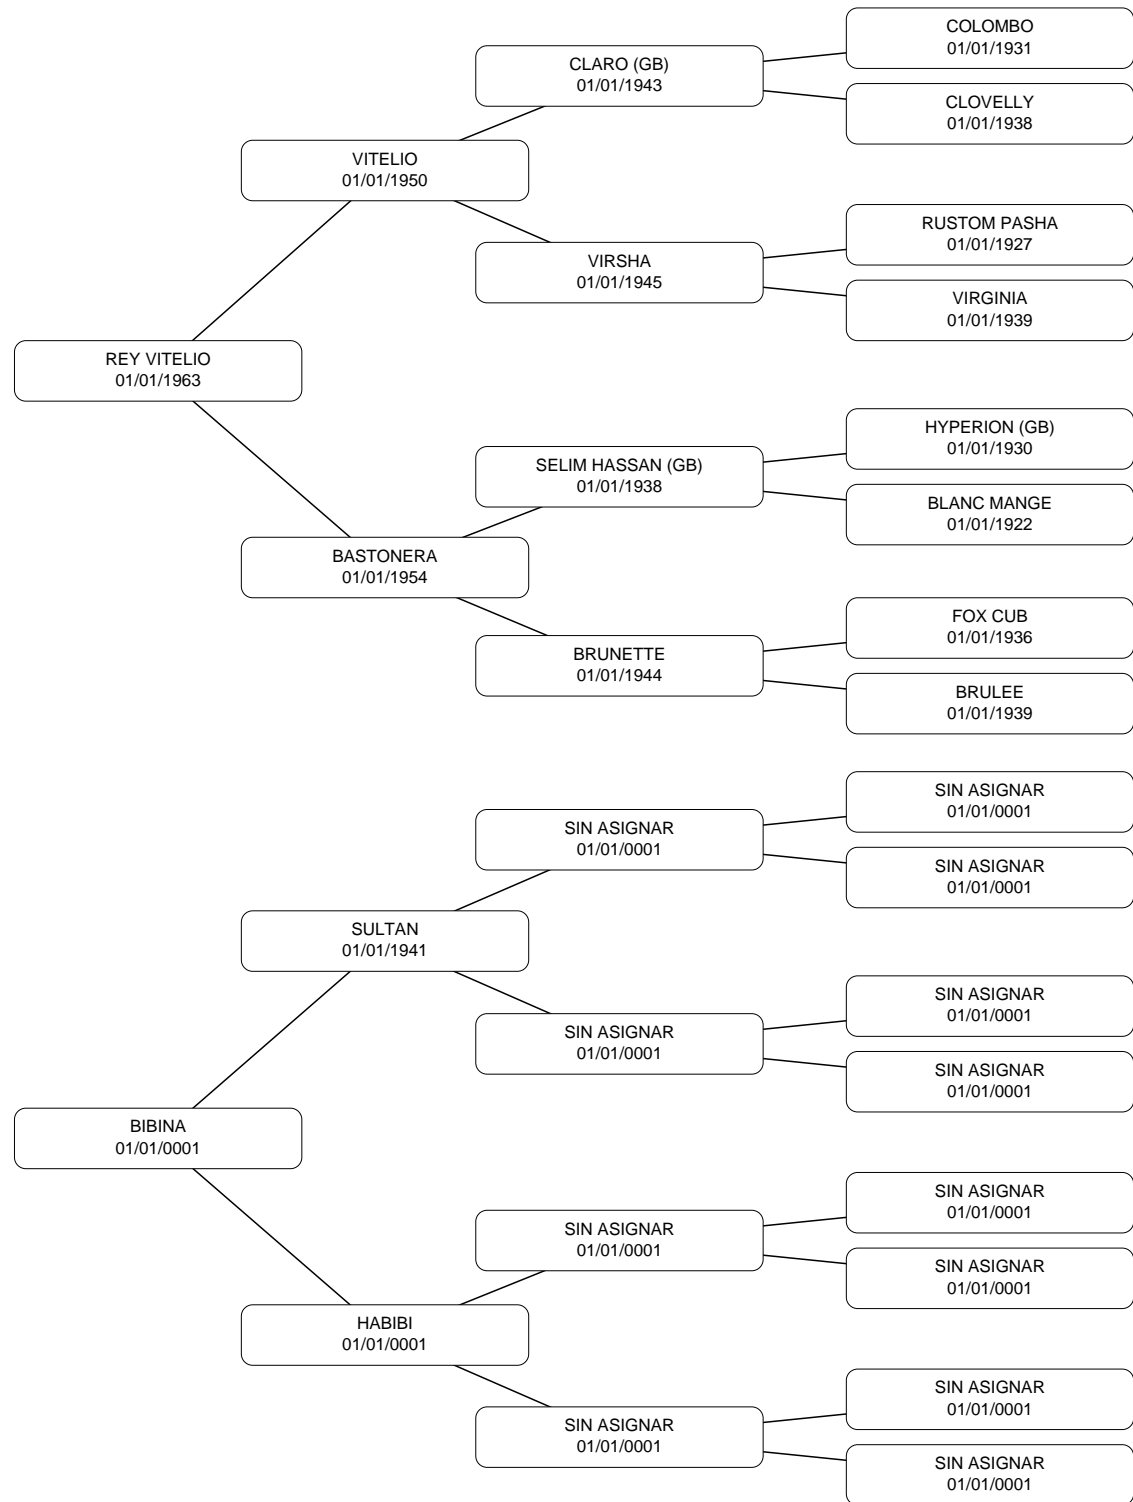 COLOMBO
01/01/1931
CLARO (GB)
01/01/1943
CLOVELLY
01/01/1938
VITELIO
01/01/1950
RUSTOM PASHA
01/01/1927
VIRSHA
01/01/1945
VIRGINIA
01/01/1939
REY VITELIO
01/01/1963
HYPERION (GB)
01/01/1930
SELIM HASSAN (GB)
01/01/1938
BLANC MANGE
01/01/1922
BASTONERA
01/01/1954
FOX CUB
01/01/1936
BRUNETTE
01/01/1944
BRULEE
01/01/1939
SIN ASIGNAR
01/01/0001
SIN ASIGNAR
01/01/0001
SIN ASIGNAR
01/01/0001
SULTAN
01/01/1941
SIN ASIGNAR
01/01/0001
SIN ASIGNAR
01/01/0001
SIN ASIGNAR
01/01/0001
BIBINA
01/01/0001
SIN ASIGNAR
01/01/0001
SIN ASIGNAR
01/01/0001
SIN ASIGNAR
01/01/0001
HABIBI
01/01/0001
SIN ASIGNAR
01/01/0001
SIN ASIGNAR
01/01/0001
SIN ASIGNAR
01/01/0001